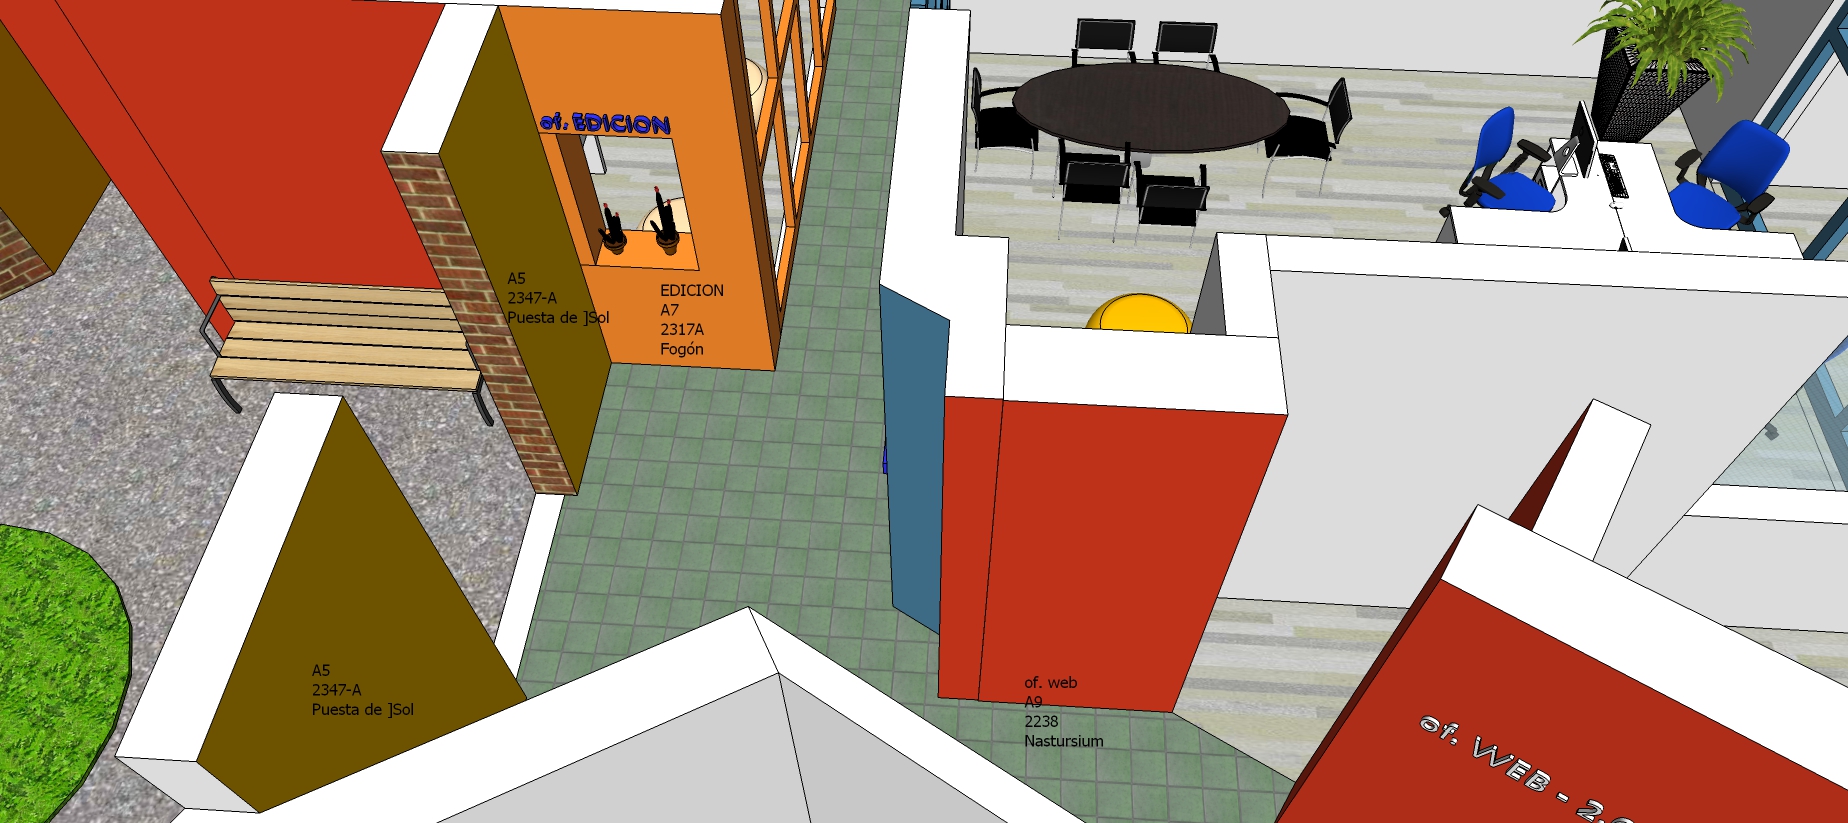 of. EDICION
A5
2347-A
Puesta de ]Sol
EDICION
A7
2317A
Fogón
A5
2347-A
Puesta de ]Sol
of. web
A9
2238
Nastursium
of. WEB - 2.